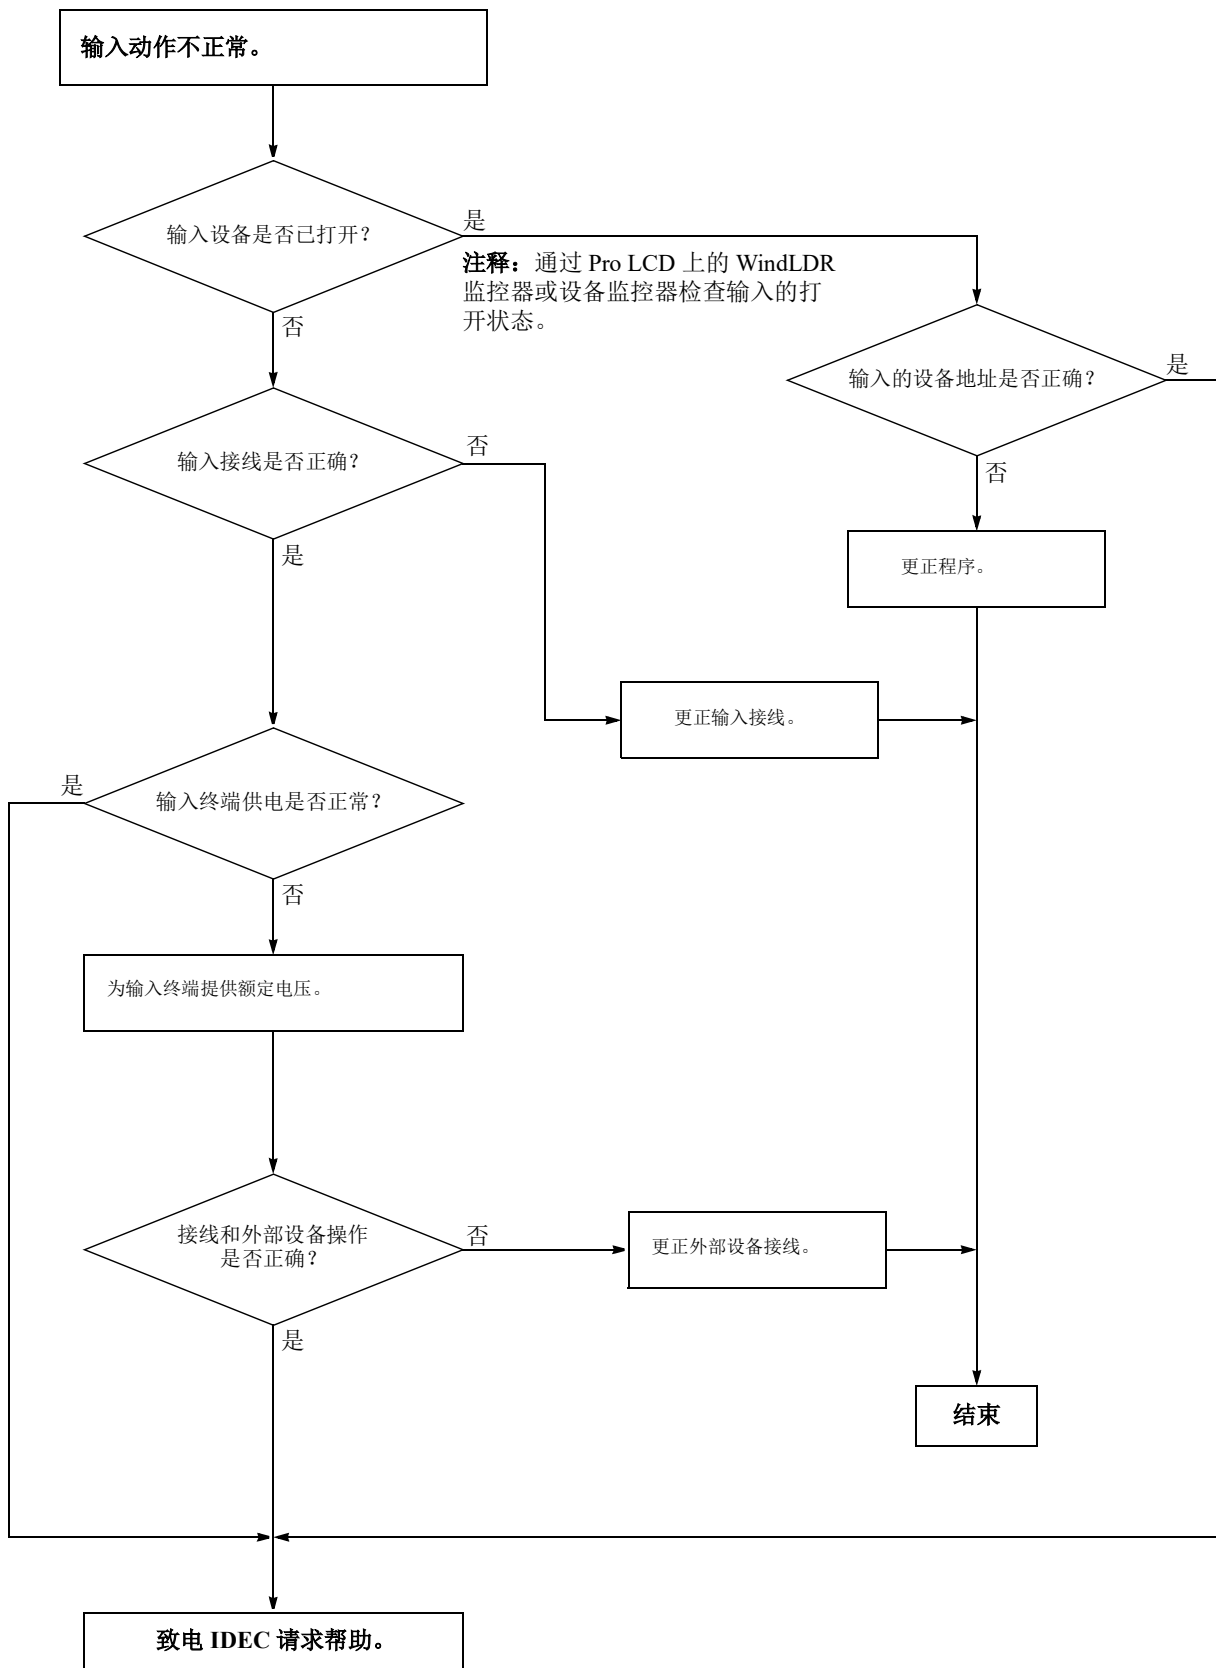 输入动作不正常。
输入设备是否已打开？
是
注释：通过 Pro LCD 上的 WindLDR
监控器或设备监控器检查输入的打
开状态。
否
输入的设备地址是否正确？
是
输入接线是否正确？
否
否
是
更正程序。
更正输入接线。
是
输入终端供电是否正常？
否
为输入终端提供额定电压。
接线和外部设备操作
是否正确？
否
更正外部设备接线。
是
结束
致电 IDEC 请求帮助。